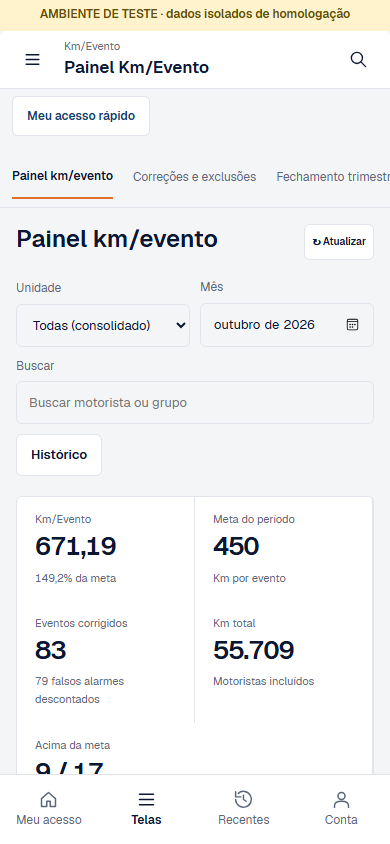 AMBIENTE DE TESTE · dados isolados de homologação
Km/Evento
Painel Km/Evento
Meu acesso rápido
Painel km/evento
Correções e exclusões
Fechamento trimestr
Painel km/evento
↻ Atualizar
Unidade
Mês
Todas (consolidado)
outubro de 2026
Buscar
Buscar motorista ou grupo
Histórico
Km/Evento
671,19
149,2% da meta
Meta do período
450
Km por evento
Eventos corrigidos
83
79 falsos alarmes
descontados
Km total
55.709
Motoristas incluídos
Acima da meta
9 / 17
Meu acesso
Telas
Recentes
Conta